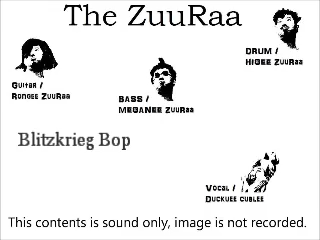 The ZuuRaa
DRUM /
HIGEE ZuuRaa
Guitar /
Rongee ZuuRaa
BASS /
MEGANEE ZuuRaa
Blitzkrieg Bop
Vocal /
Duckuee cublee
This contents is sound only, image is not recorded.